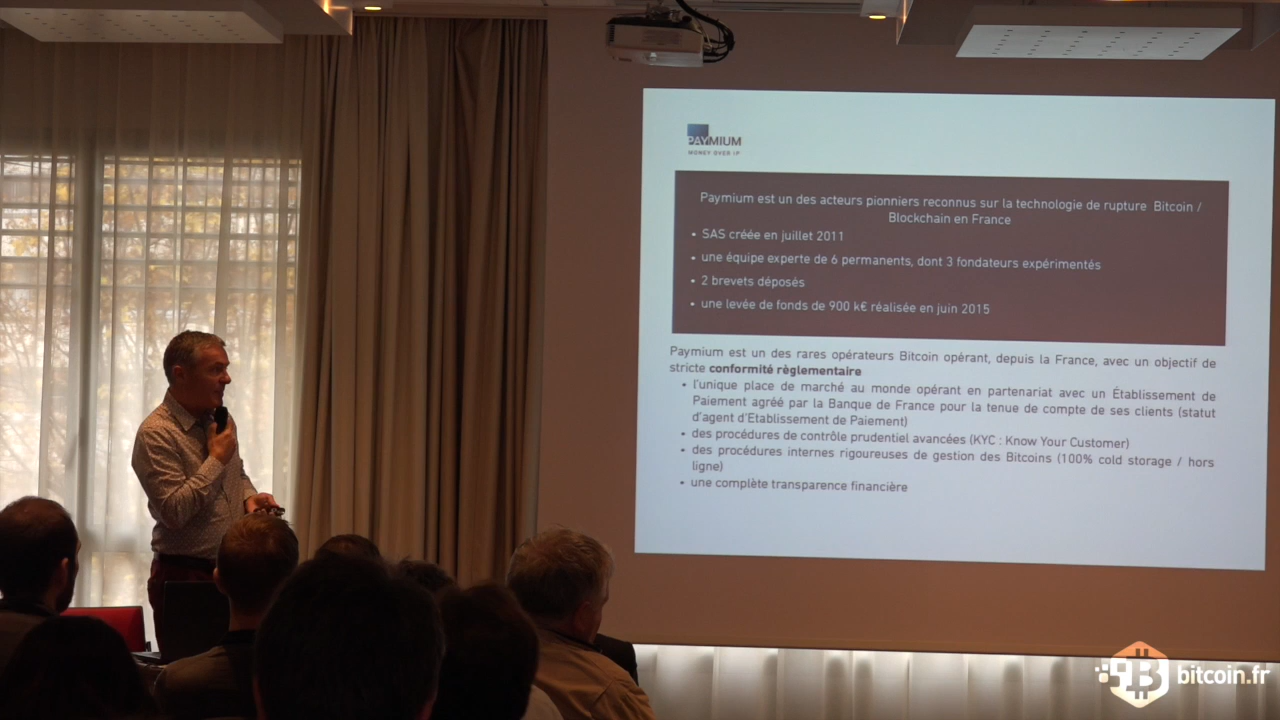 PAYMIUM
MONEY OVER IP
Paymium est un des acteurs pionniers reconnus sur la technologie de rupture Bitcoin /
Blockchain en France
• SAS créée en juillet 2011
• une équipe experte de 6 permanents, dont 3 fondateurs expérimentés
• 2 brevets déposés
• une levée de fonds de 900 k€ réalisée en juin 2015
Paymium est un des rares opérateurs Bitcoin opérant, depuis la France, avec un objectif de
stricte conformité règlementaire
• l'unique place de marché au monde opérant en partenariat avec un Établissement de
Paiement agréé par la Banque de France pour la tenue de compte de ses clients (statut
d'agent d'Etablissement de Paiement)
• des procédures de contrôle prudentiel avancées (KYC : Know Your Customer)
• des procédures internes rigoureuses de gestion des Bitcoins (100% cold storage / hors
ligne)
• une complète transparence financière
bitcoin.fr